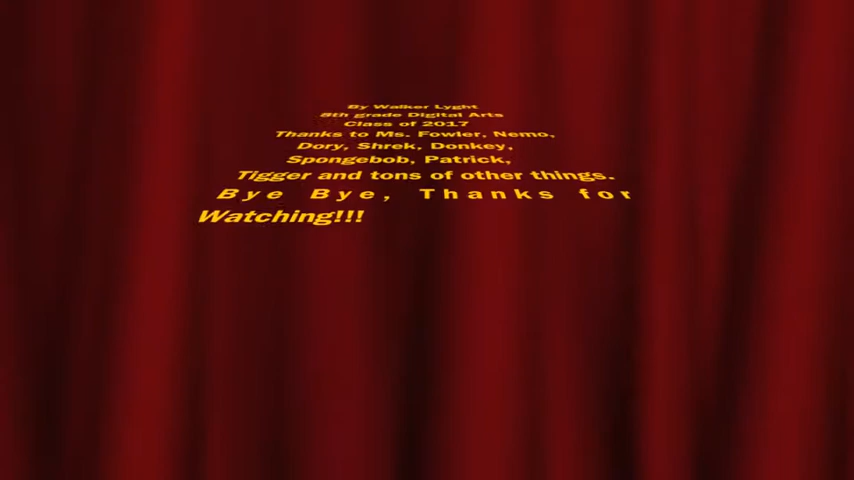 By Walker Lyght
8th grade Digital Arts
Class of 2017
Thanks to Ms. Fowler, Nemo,
Dory, Shrek, Donkey,
Spongebob, Patrick,
Tigger and tons of other things.
Bye Bye, Thanks for
Watching!!!